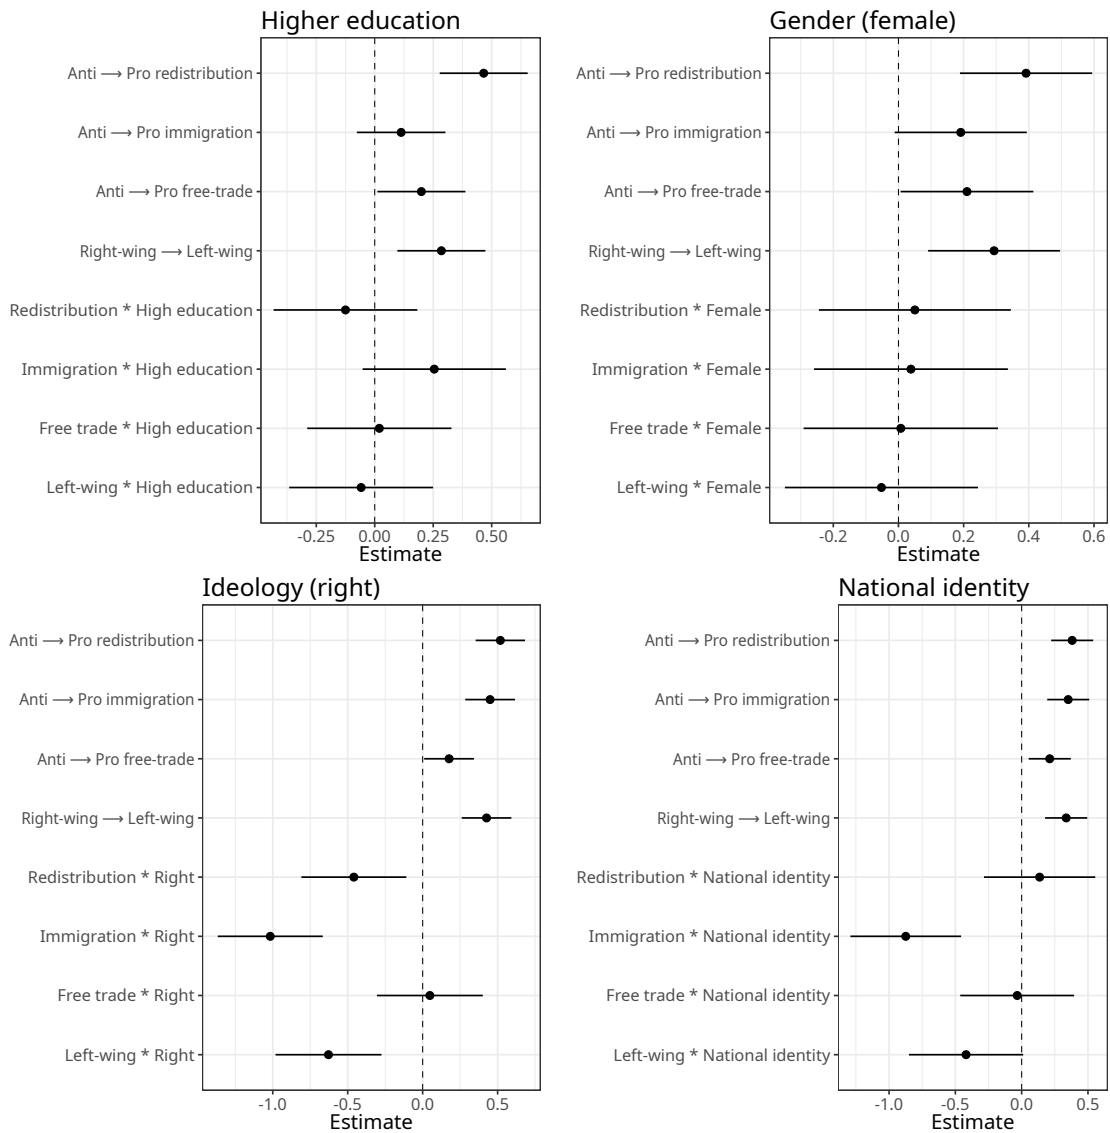 Higher education
Anti ⟶ Pro redistribution
Anti ⟶ Pro immigration
Anti ⟶ Pro free-trade
Right-wing ⟶ Left-wing
Redistribution * High education
Immigration * High education
Free trade * High education
Left-wing * High education
-0.25 0.00 0.25 0.50
Estimate
Gender (female)
Anti ⟶ Pro redistribution
Anti ⟶ Pro immigration
Anti ⟶ Pro free-trade
Right-wing ⟶ Left-wing
Redistribution * Female
Immigration * Female
Free trade * Female
Left-wing * Female
-0.2 0.0 0.2 0.4 0.6
Estimate
Ideology (right)
Anti ⟶ Pro redistribution
Anti ⟶ Pro immigration
Anti ⟶ Pro free-trade
Right-wing ⟶ Left-wing
Redistribution * Right
Immigration * Right
Free trade * Right
Left-wing * Right
-1.0 -0.5 0.0 0.5
Estimate
National identity
Anti ⟶ Pro redistribution
Anti ⟶ Pro immigration
Anti ⟶ Pro free-trade
Right-wing ⟶ Left-wing
Redistribution * National identity
Immigration * National identity
Free trade * National identity
Left-wing * National identity
-1.0 -0.5 0.0 0.5
Estimate